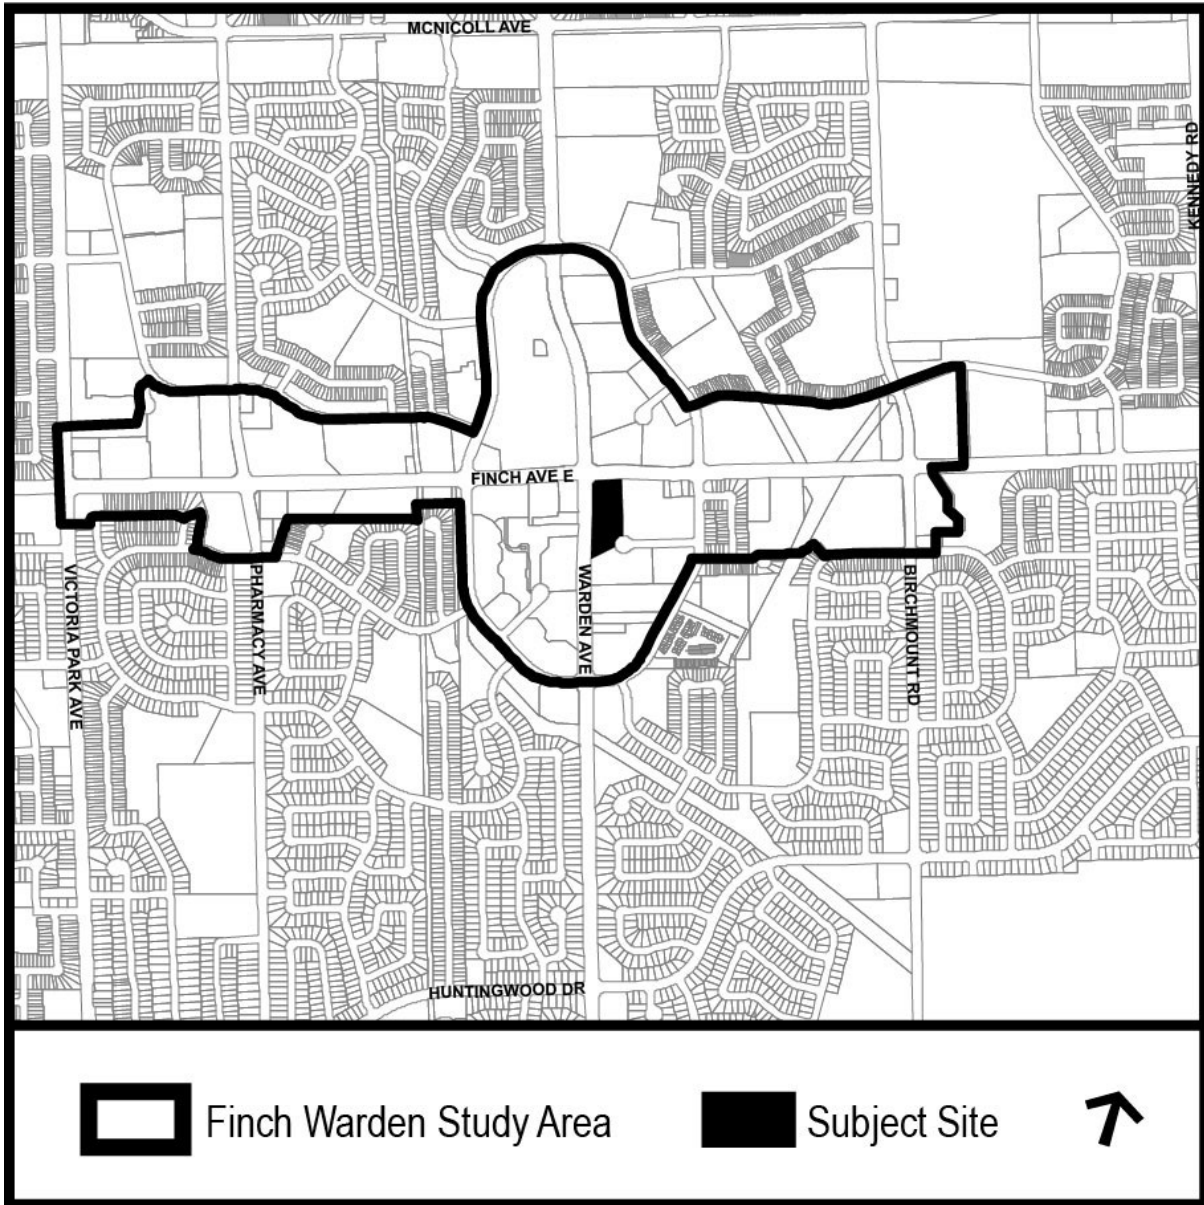 MCNICOLL AVE
KENNEDY RD
FINCH AVE E
VICTORIA PARK AVE
PHARMACY AVE
WARDEN AVE
BIRCHMOUNT RD
HUNTINGWOOD DR
Finch Warden Study Area
Subject Site